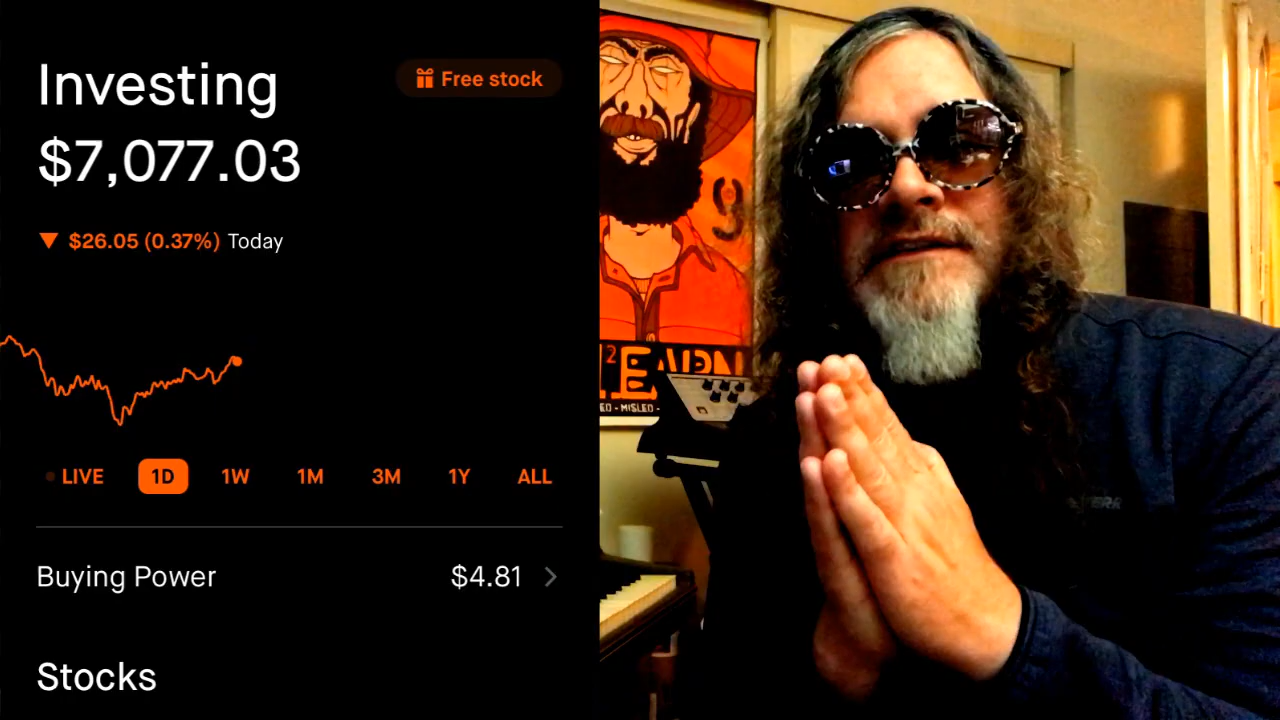 Investing
Free stock
$7,077.03
$26.05 (0.37%) Today
LIVE 1D 1W 1M 3M 1Y ALL
Buying Power $4.81
Stocks
9